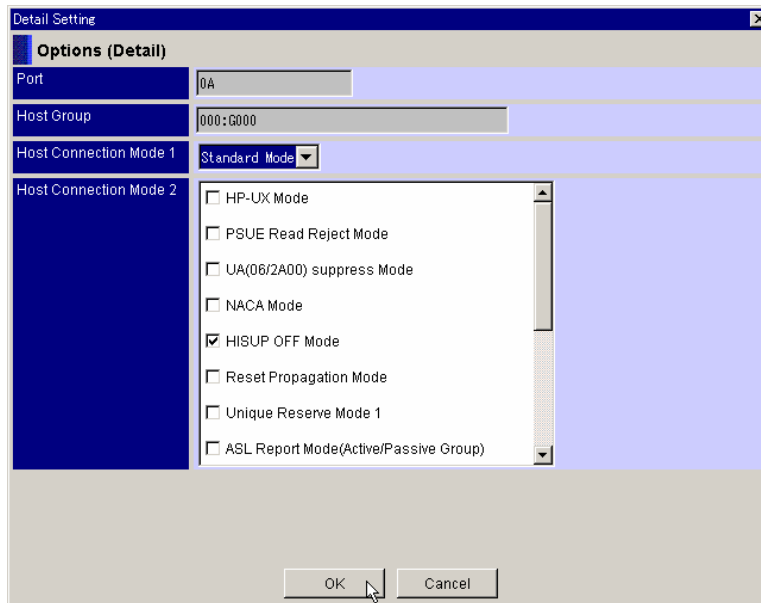 Detail Setting
Options (Detail)
Port
0A
Host Group
000:G000
Host Connection Mode 1
Standard Mode
Host Connection Mode 2
HP-UX Mode
PSUE Read Reject Mode
UA(06/2A00) suppress Mode
NACA Mode
HISUP OFF Mode
Reset Propagation Mode
Unique Reserve Mode 1
ASL Report Mode(Active/Passive Group)
OK
Cancel